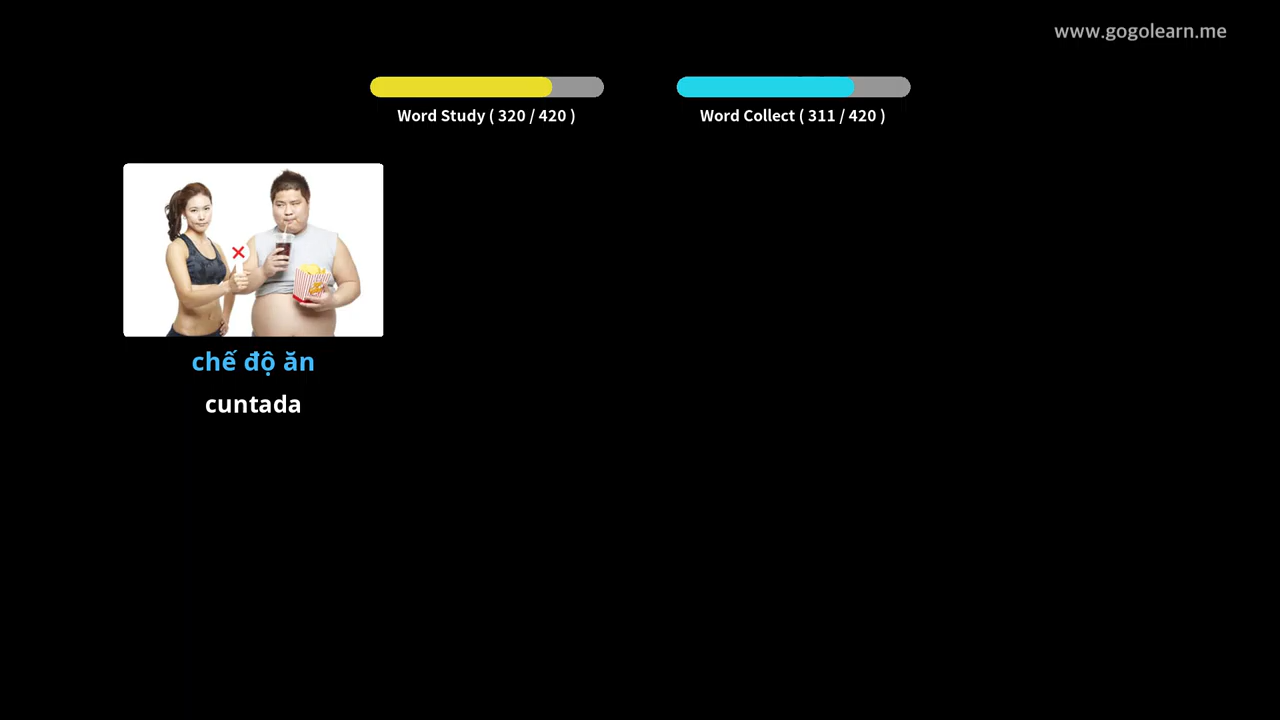 www.gogolearn.me
Word Study ( 320 / 420 )
Word Collect ( 311 / 420 )
chế độ ăn
cuntada